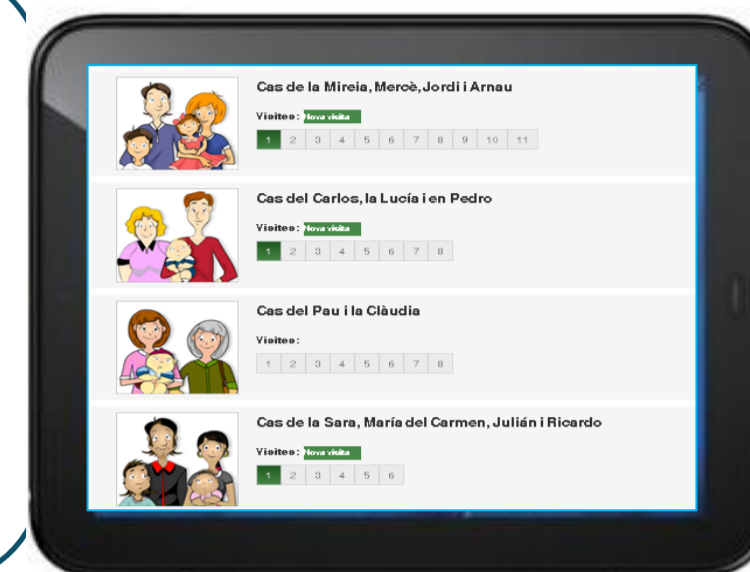 Cas de la Mireia, Mercè, Jordi i Arnau
Visites: Nova visita
1 2 3 4 5 6 7 8 9 10 11
Cas del Carlos, la Lucía i en Pedro
Visites: Nova visita
1 2 3 4 5 6 7 8
Cas del Pau i la Clàudia
Visites:
1 2 3 4 5 6 7 8
Cas de la Sara, María del Carmen, Julián i Ricardo
Visites: Nova visita
1 2 3 4 5 6